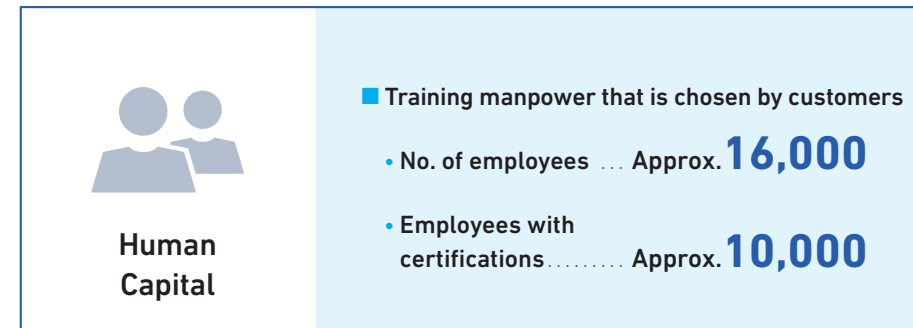 Human
Capital
■ Training manpower that is chosen by customers
• No. of employees ... Approx. 16,000
• Employees with
certifications......... Approx. 10,000